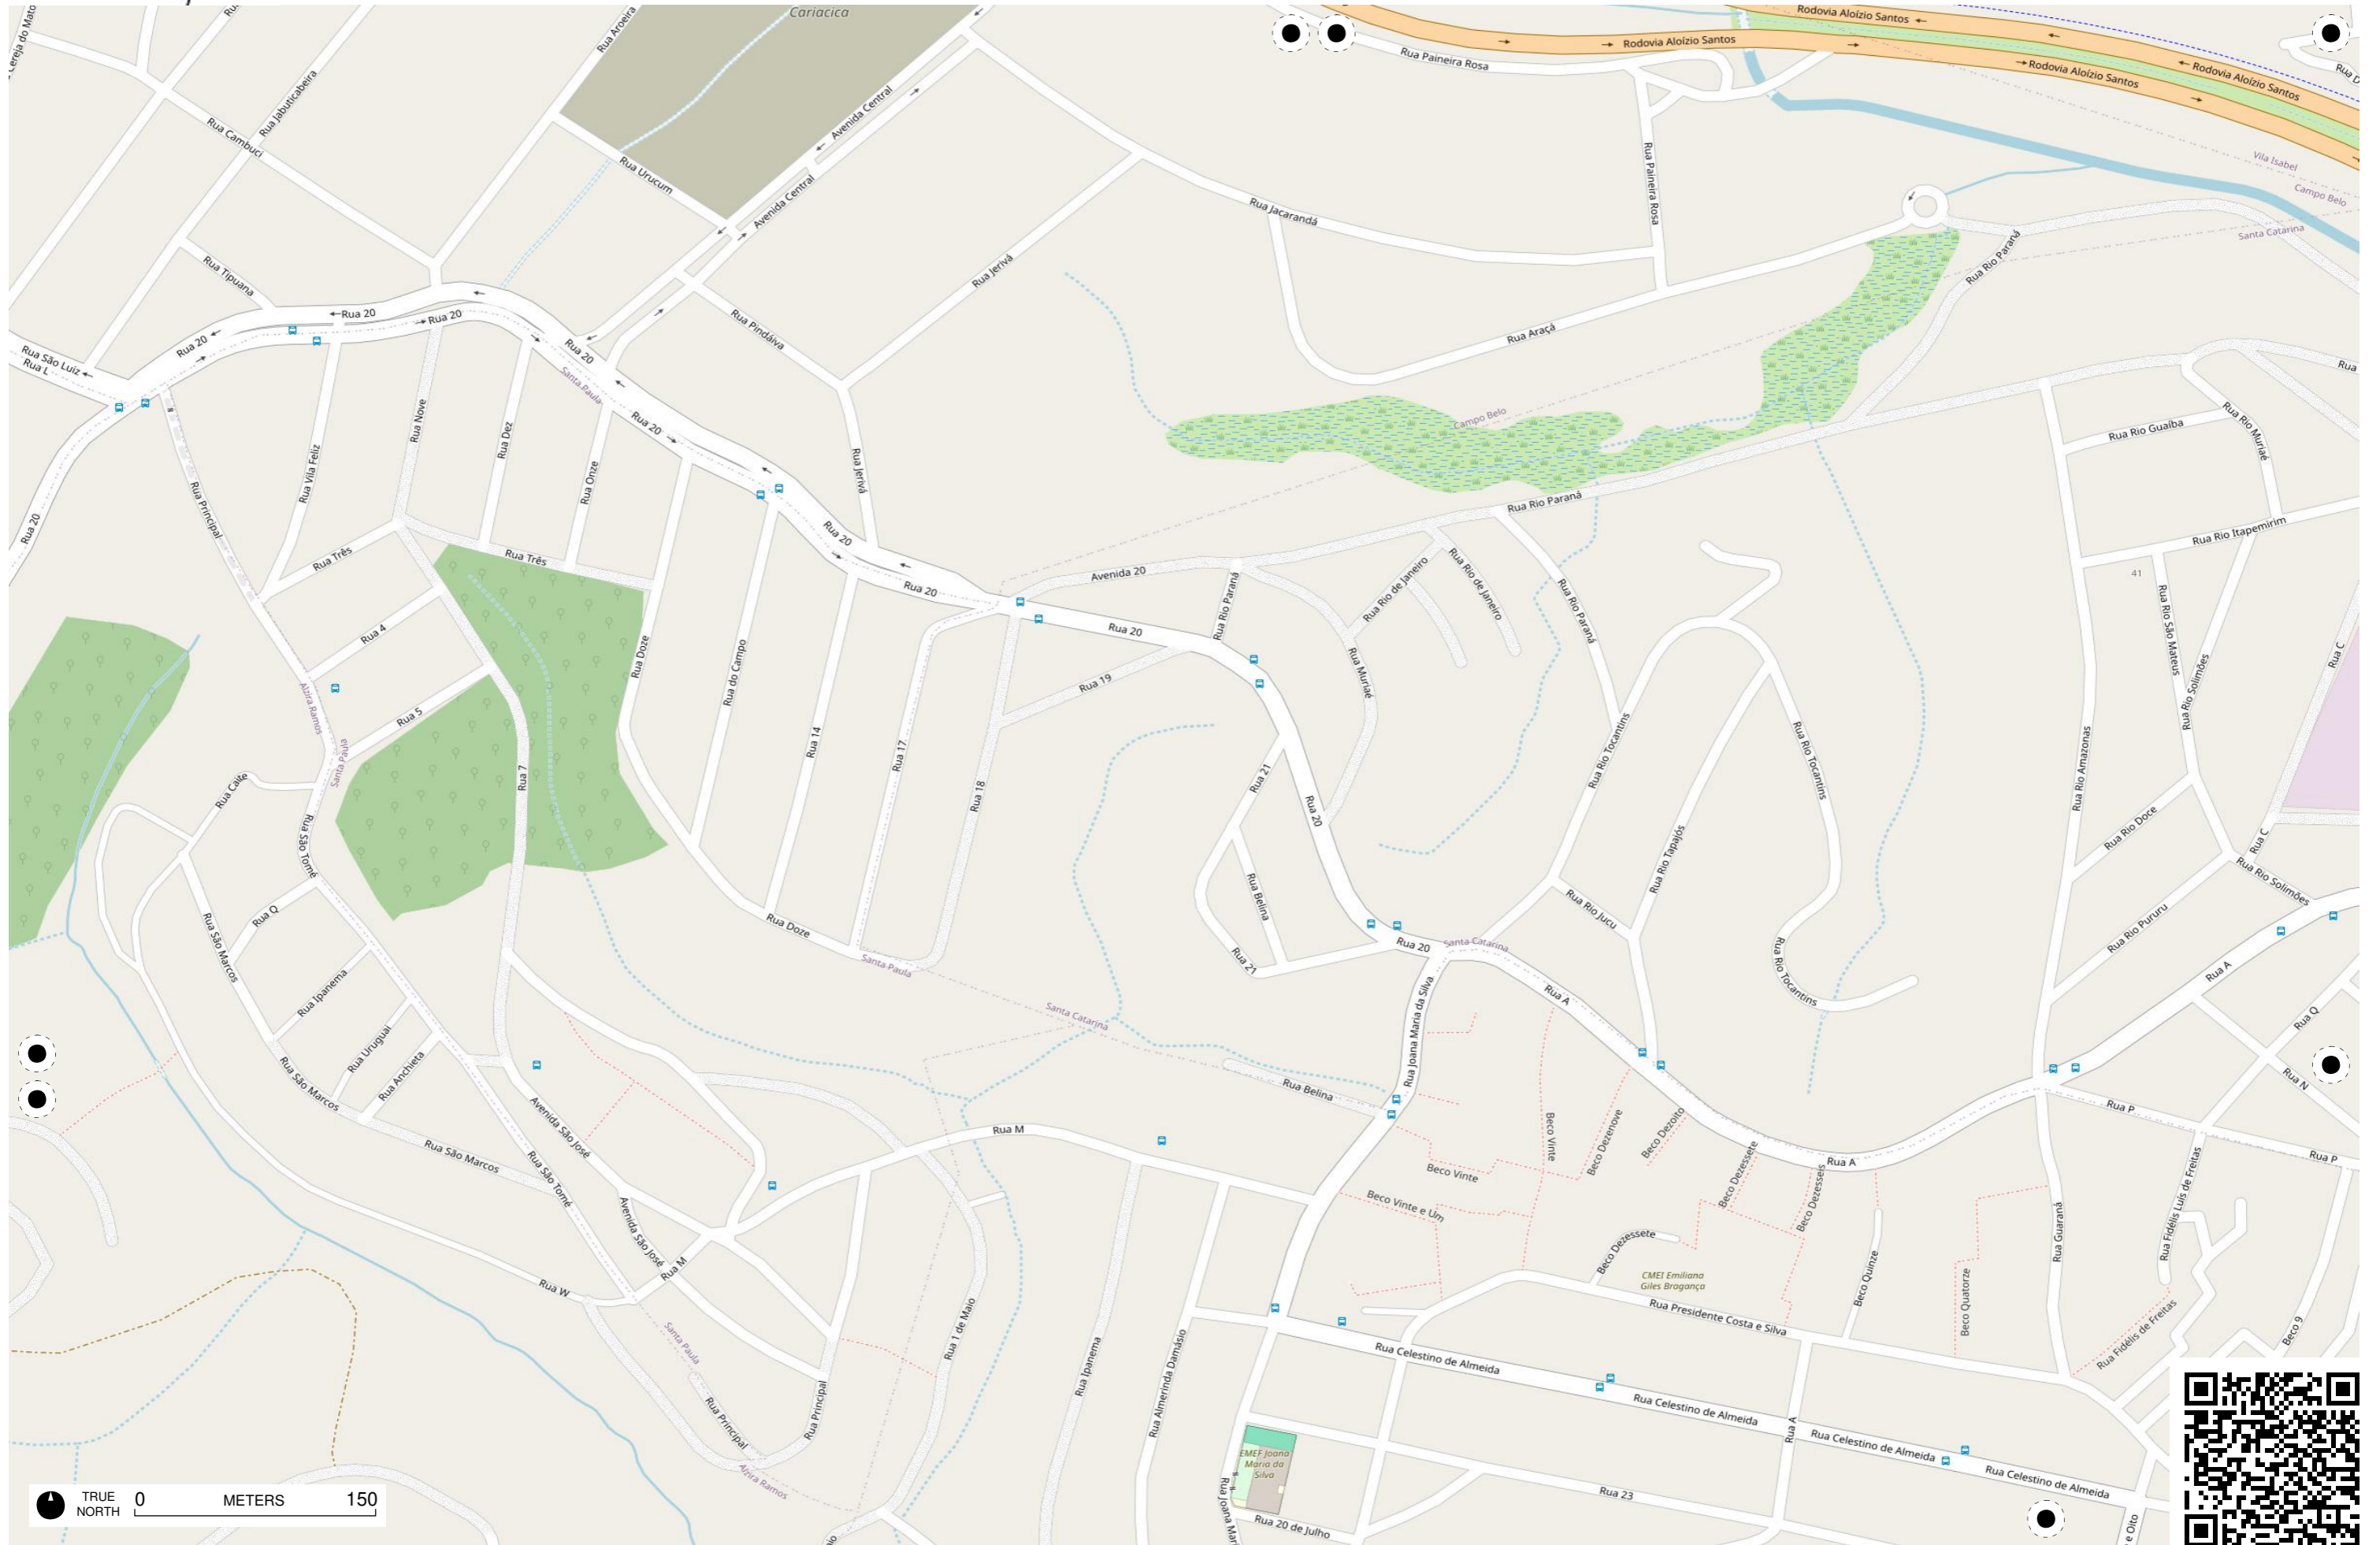 Cereja do Mato
Rua Aroeira
Cariacica
Rodovia Aloízio Santos
Rodovia Aloízio Santos
Rodovia Aloízio Santos
Rodovia Aloízio Santos
Rua Paineira Rosa
Rua Jabuticabeira
Avenida Central
Rua Cambuci
Rua Urucum
Avenida Central
Rua Paineira Rosa
Vila Isabel
Campo Belo
Santa Catarina
Rua Jacarandá
Rua Rio Paraná
Rua Tipuana
Rua Jerivá
Rua 20
Rua 20
Rua 20
Rua Pindáiva
Rua Araçá
Rua 20
Rua São Luiz
Rua L
Santa Paula
Rua 20
Campo Belo
Rua
Rua Nove
Rua Dez
Rua Vila Feliz
Rua Onze
Rua Jerivá
Rua Rio Guaíba
Rua Rio Muriaé
Rua Principal
Rua 20
Rua 20
Rua Rio Paraná
Rua Rio Itapemirim
Rua Três
Rua Três
Rua 20
Avenida 20
Rua Rio Paraná
Rua Rio de Janeiro
Rua Rio de Janeiro
Rua Rio Paraná
41
Rua Rio São Mateus
Rua 4
Rua 20
Rua Doze
Rua do Campo
Rua 19
Rua Muriaé
Rua Rio Solimões
Rua C
Alzira Ramos
Rua 5
Santa Paula
Rua 14
Rua 17
Rua 18
Rua 7
Rua 21
Rua 20
Rua Rio Tocantins
Rua Rio Tocantins
Rua Rio Amazonas
Rua Caite
Rua São Tomé
Rua Rio Tapajós
Rua Rio Doce
Rua C
Rua Rio Solimões
Rua Belina
Rua Rio Jucu
Rua Q
Rua São Marcos
Rua Doze
Rua 20
Santa Catarina
Rua Rio Pururu
Santa Paula
Rua 21
Rua Rio Tocantins
Rua A
Rua Ipanema
Rua A
Santa Catarina
Rua Joana Maria da Silva
Rua Q
Rua Uruguai
Rua Anchieta
Rua São Marcos
Rua Belina
Rua N
Avenida São José
Rua M
Beco Vinte
Beco Dezenove
Beco Dezoito
Rua P
Rua P
Rua A
Rua São Marcos
Rua São Tomé
Beco Vinte
Beco Vinte e Um
Beco Dezessete
Beco Dezesseis
Rua Fidélis Luís de Freitas
Avenida São José
Rua M
Beco Dezessete
Rua Guaraná
Rua W
CMEI Emiliana
Giles Bragança
Beco Quinze
Beco Quatorze
Rua Presidente Costa e Silva
Rua Fidélis de Freitas
Beco 9
Santa Paula
Rua 1 de Maio
Rua Ipanema
Rua Almerinda Damásio
Rua Celestino de Almeida
Rua Principal
Rua Principal
Rua Celestino de Almeida
Rua A
Rua Celestino de Almeida
EMEF Joana
Maria da
Silva
Alzira Ramos
Rua Celestino de Almeida
Rua Joana Mari
Rua 23
Rua 20 de Julho
e Oito
TRUE
NORTH
0
METERS
150